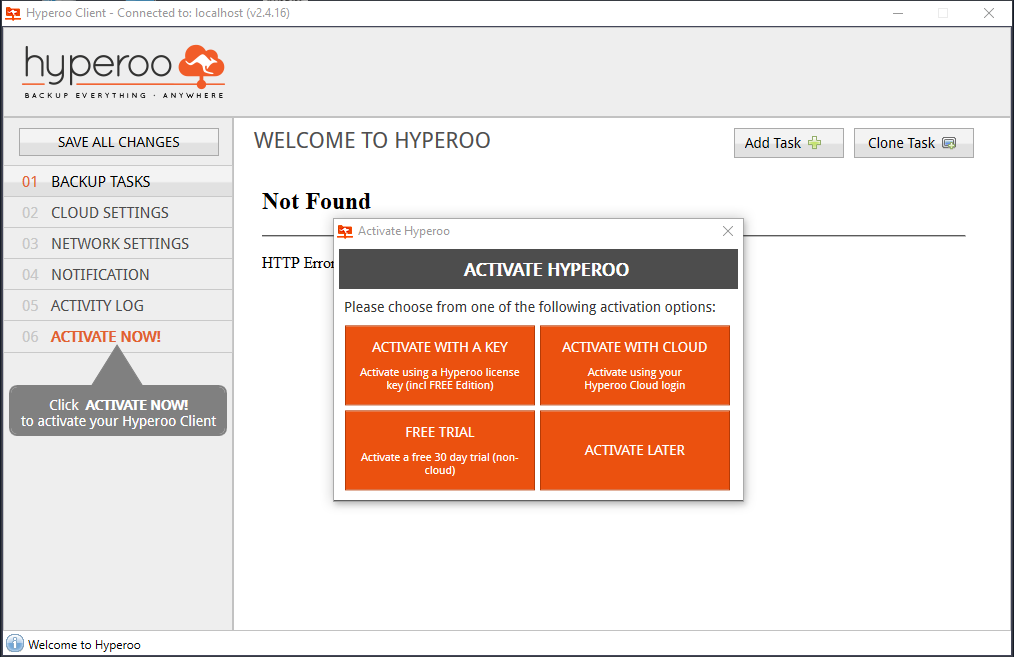 Hyperoo Client - Connected to: localhost (v2.4.16)
hyperoo
BACKUP EVERYTHING · ANYWHERE
SAVE ALL CHANGES
01 BACKUP TASKS
02 CLOUD SETTINGS
03 NETWORK SETTINGS
04 NOTIFICATION
05 ACTIVITY LOG
06 ACTIVATE NOW!
Click ACTIVATE NOW!
to activate your Hyperoo Client
WELCOME TO HYPEROO
Add Task
Clone Task
Not Found
HTTP Error
Activate Hyperoo
ACTIVATE HYPEROO
Please choose from one of the following activation options:
ACTIVATE WITH A KEY
Activate using a Hyperoo license
key (incl FREE Edition)
ACTIVATE WITH CLOUD
Activate using your
Hyperoo Cloud login
FREE TRIAL
Activate a free 30 day trial (non-
cloud)
ACTIVATE LATER
Welcome to Hyperoo